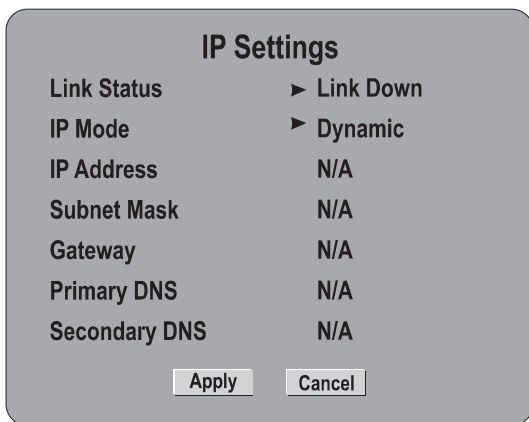 IP Settings
Link Status ► Link Down
IP Mode ► Dynamic
IP Address N/A
Subnet Mask N/A
Gateway N/A
Primary DNS N/A
Secondary DNS N/A
Apply Cancel